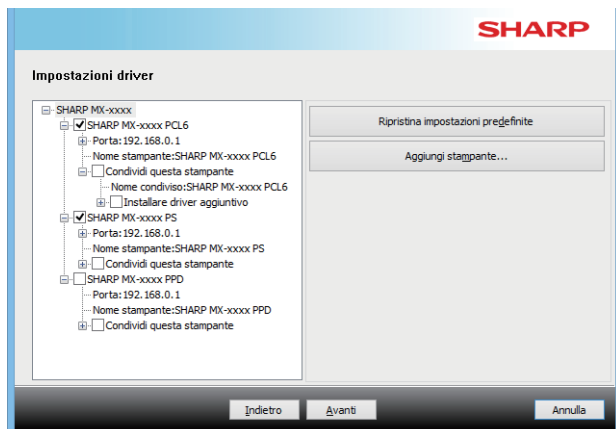 SHARP
Impostazioni driver
SHARP MX-xxxx
SHARP MX-xxxx PCL6
Porta:192.168.0.1
Nome stampante:SHARP MX-xxxx PCL6
Condividi questa stampante
Nome condiviso:SHARP MX-xxxx PCL6
Installare driver aggiuntivo
SHARP MX-xxxx PS
Porta:192.168.0.1
Nome stampante:SHARP MX-xxxx PS
Condividi questa stampante
SHARP MX-xxxx PPD
Porta:192.168.0.1
Nome stampante:SHARP MX-xxxx PPD
Condividi questa stampante
Ripristina impostazioni predefinite
Aggiungi stampante...
Indietro
Avanti
Annulla